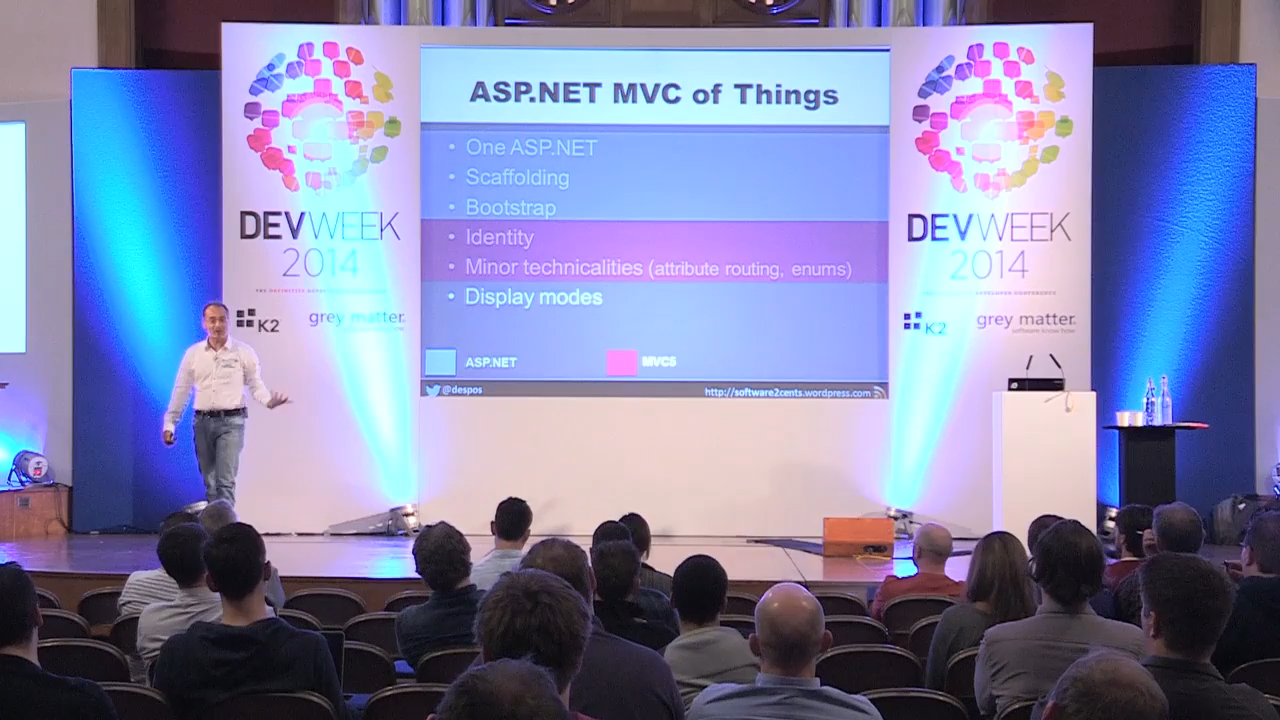 ASP.NET MVC of Things
• One ASP.NET
• Scaffolding
• Bootstrap
• Identity
• Minor technicalities (attribute routing, enums)
• Display modes
ASP.NET
MVC5
@despos
http://software2cents.wordpress.com
DEVWEEK
2014
K2
grey matter
DEVWEEK
2014
K2
grey matter
software know how